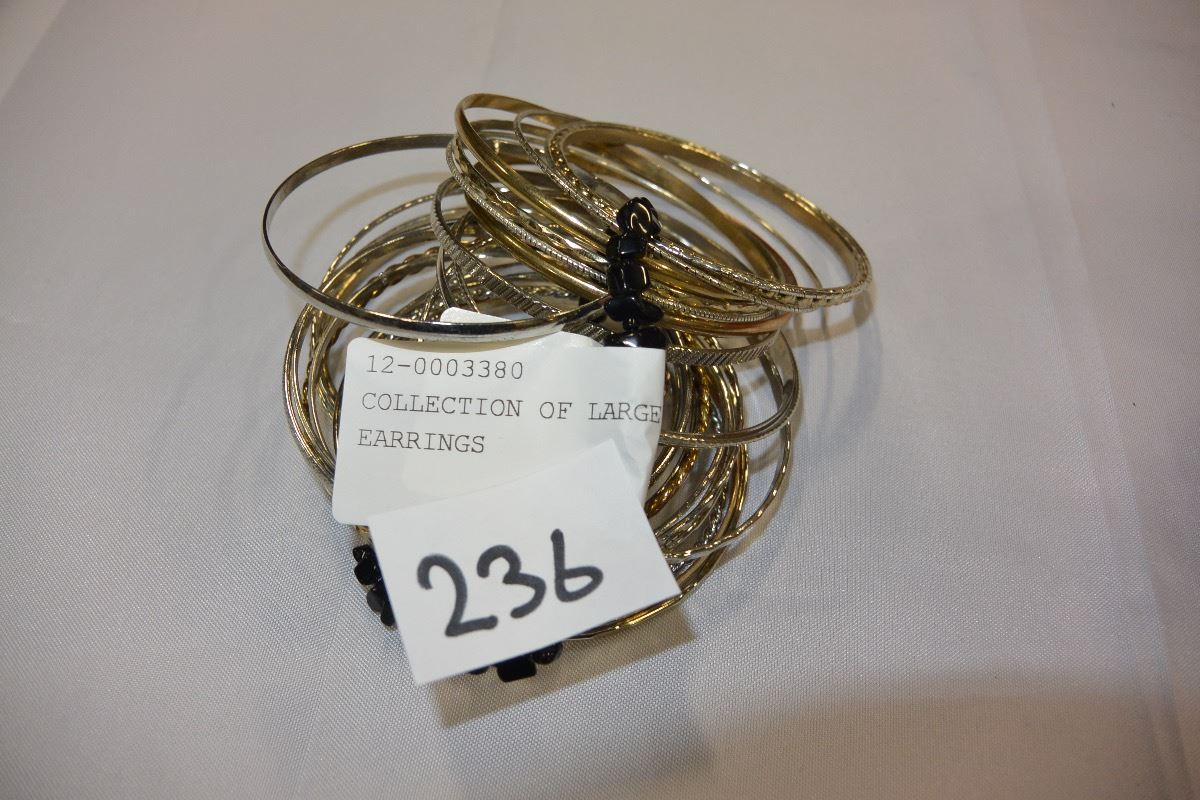 12-0003380
COLLECTION OF LARGE
EARRINGS
236